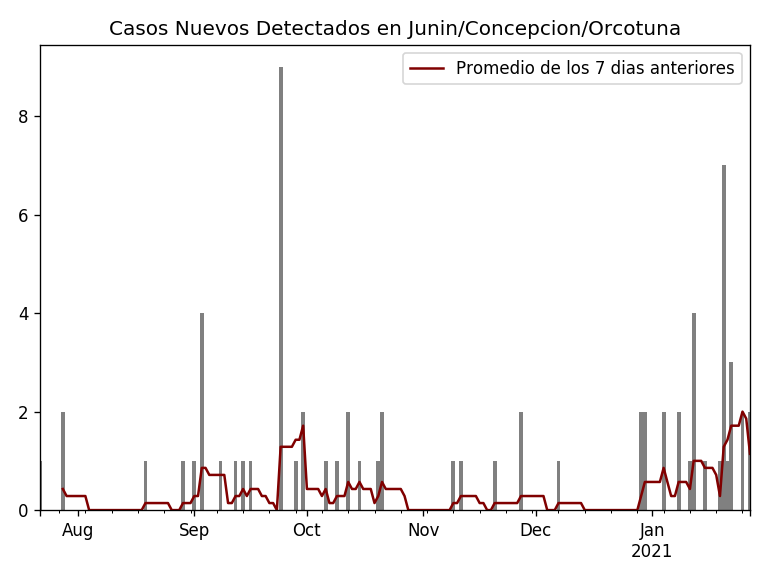 Casos Nuevos Detectados en Junin/Concepcion/Orcotuna
Promedio de los 7 dias anteriores
8
6
4
2
0
Aug Sep Oct Nov Dec Jan
2021